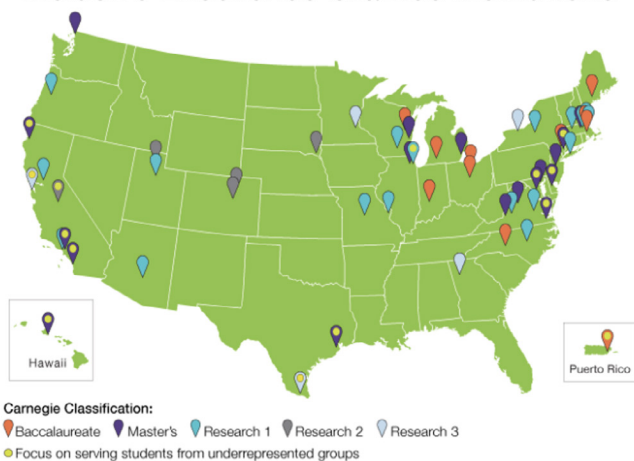 Hawaii
Puerto Rico
Carnegie Classification:
Baccalaureate Master's Research 1 Research 2 Research 3
Focus on serving students from underrepresented groups